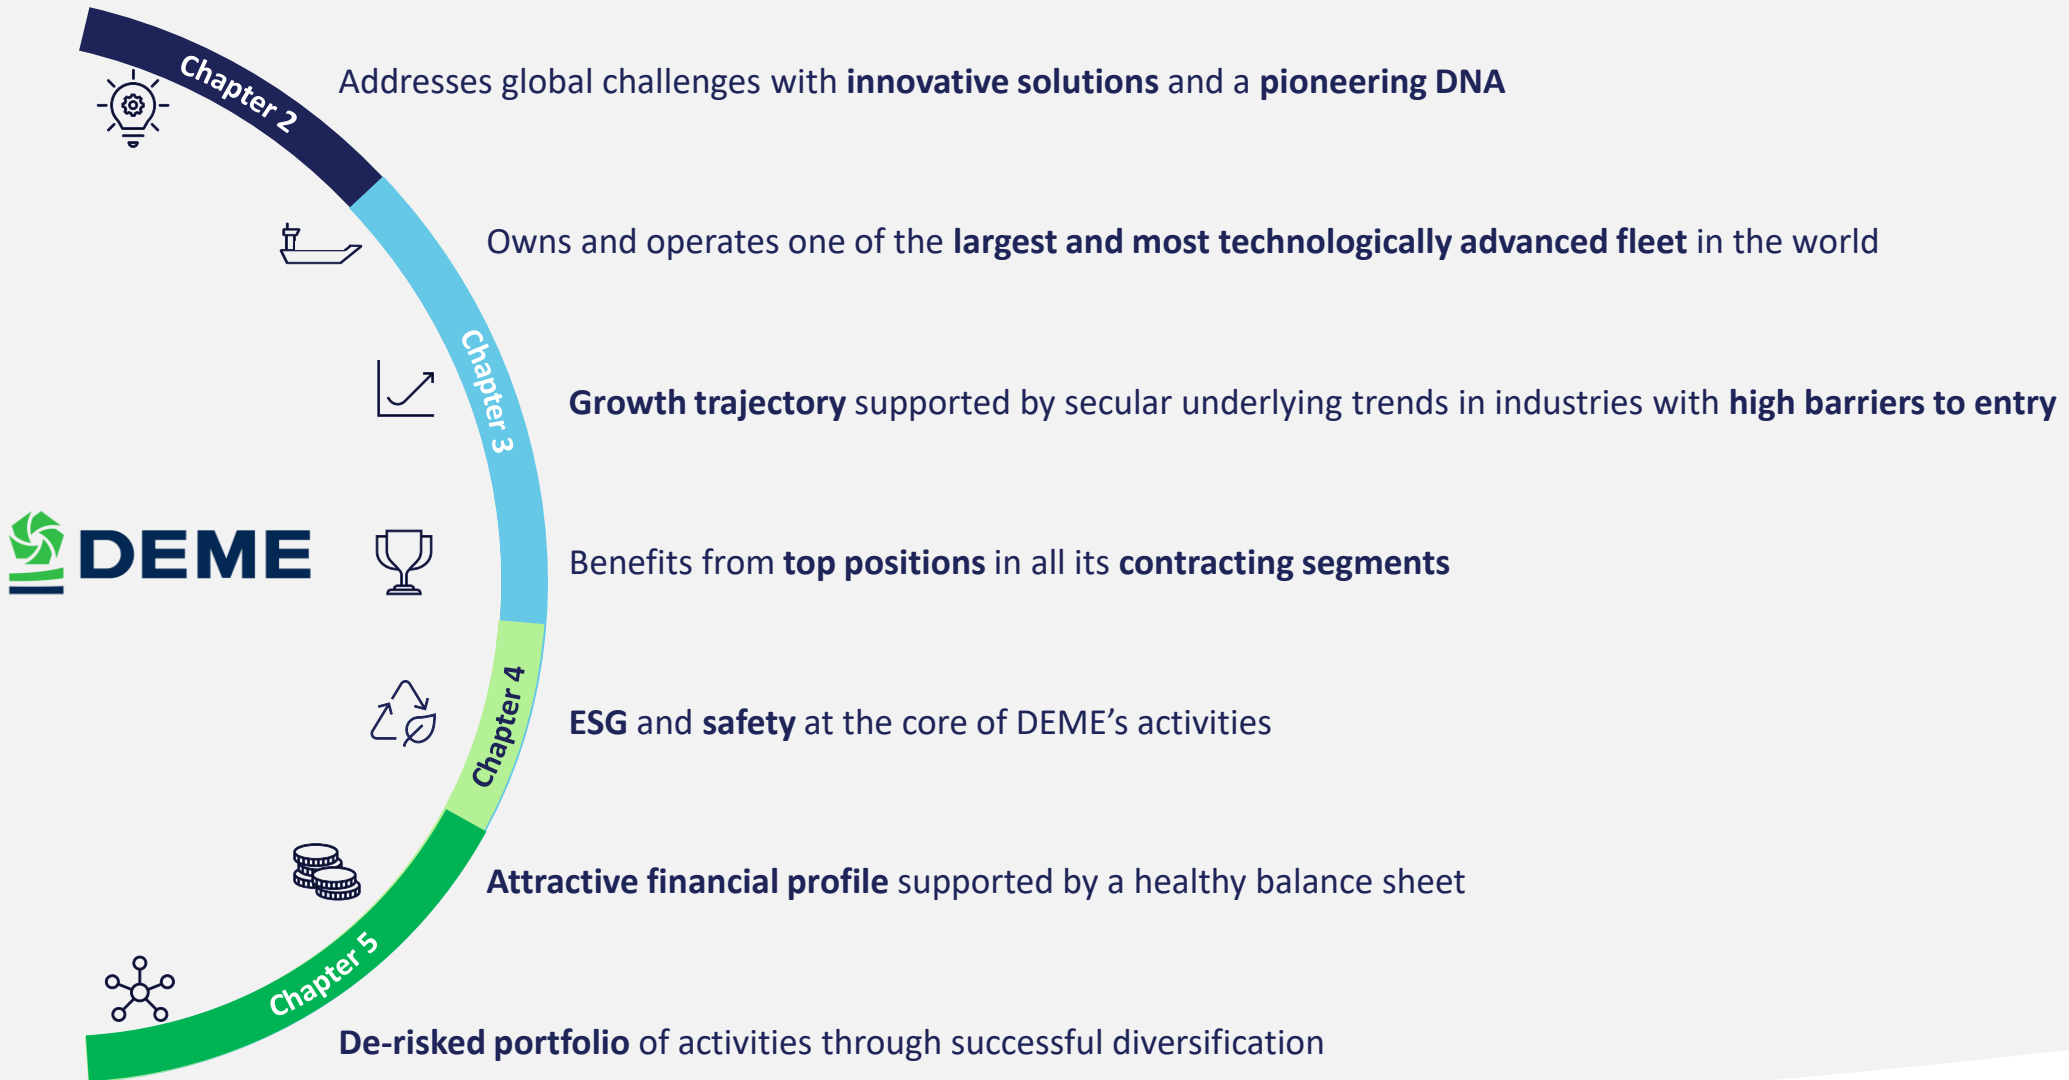 Chapter 2
Addresses global challenges with innovative solutions and a pioneering DNA
Owns and operates one of the largest and most technologically advanced fleet in the world
Chapter 3
Growth trajectory supported by secular underlying trends in industries with high barriers to entry
DEME
Benefits from top positions in all its contracting segments
Chapter 4
ESG and safety at the core of DEME’s activities
Attractive financial profile supported by a healthy balance sheet
Chapter 5
De-risked portfolio of activities through successful diversification